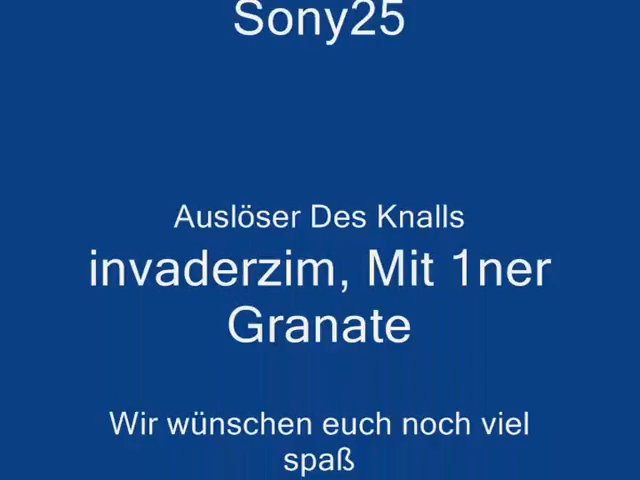 Sony25
Auslöser Des Knalls
invaderzim, Mit 1ner
Granate
Wir wünschen euch noch viel
spaß